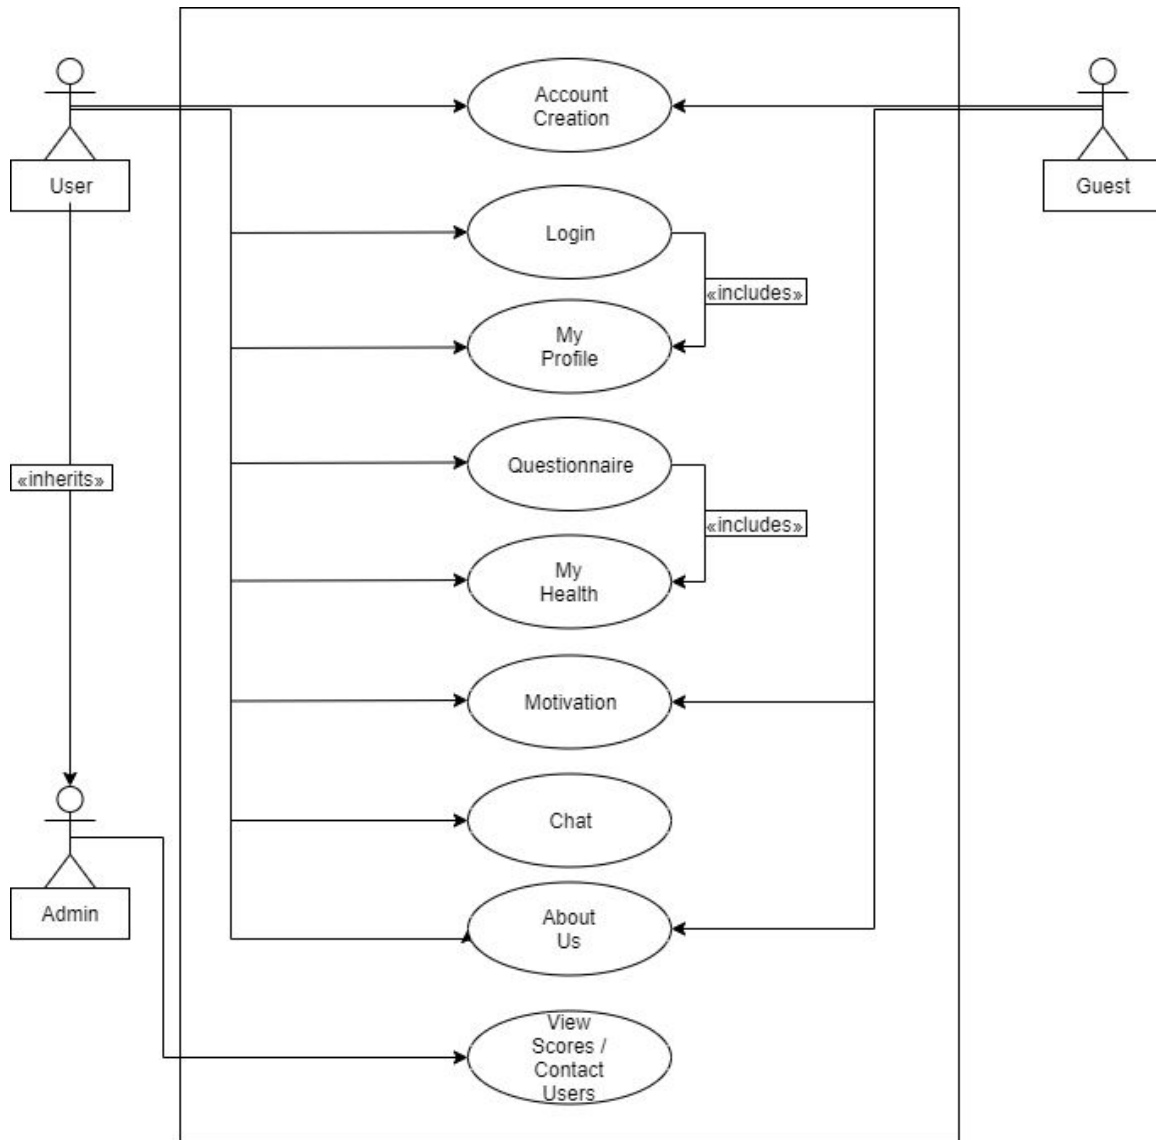 Account
Creation
User
Guest
Login
«includes»
My
Profile
Questionnaire
«inherits»
«includes»
My
Health
Motivation
Chat
Admin
About
Us
View
Scores /
Contact
Users